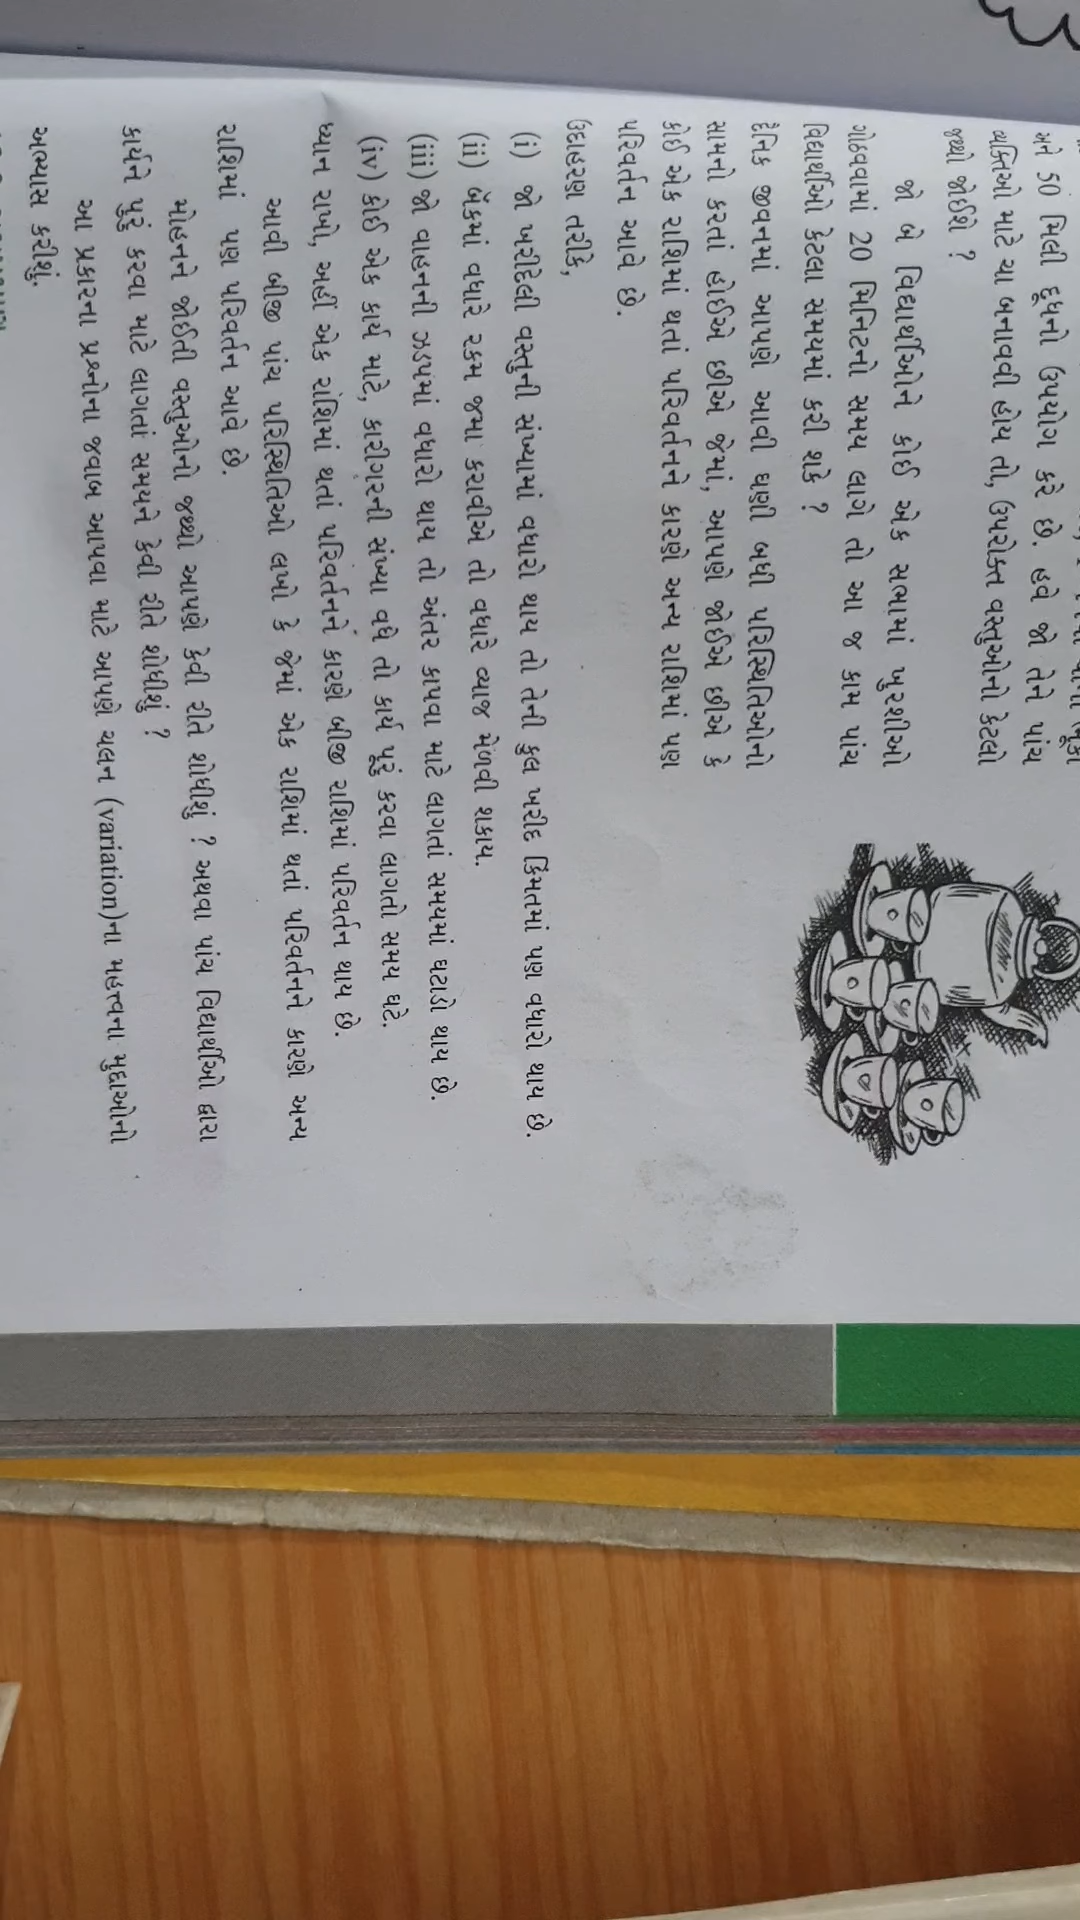 અને 50 મિલી દૂધનો ઉપયોગ કરે છે. હવે જો તેને પાંચ
વ્યક્તિઓ માટે ચા બનાવવી હોય તો, ઉપરોક્ત વસ્તુઓનો કેટલો
જથ્થો જોઈશે ?
જો બે વિદ્યાર્થીઓને કોઈ એક સભામાં ખુરશીઓ
ગોઠવવામાં 20 મિનિટનો સમય લાગે તો આ જ કામ પાંચ
વિદ્યાર્થીઓ કેટલા સમયમાં કરી શકે ?
દૈનિક જીવનમાં આપણે આવી ઘણી બધી પરિસ્થિતિઓનો
સામનો કરતાં હોઈએ છીએ જેમાં, આપણે જોઈએ છીએ કે
કોઈ એક રાશિમાં થતાં પરિવર્તનને કારણે અન્ય રાશિમાં પણ
પરિવર્તન આવે છે.
ઉદાહરણ તરીકે,
(i) જો ખરીદેલી વસ્તુની સંખ્યામાં વધારો થાય તો તેની કુલ ખરીદ કિંમતમાં પણ વધારો થાય છે.
(ii) બૅંકમાં વધારે રકમ જમા કરાવીએ તો વધારે વ્યાજ મેળવી શકાય.
(iii) જો વાહનની ઝડપમાં વધારો થાય તો અંતર કાપવા માટે લાગતાં સમયમાં ઘટાડો થાય છે.
(iv) કોઈ એક કાર્ય માટે, કારીગરની સંખ્યા વધે તો કાર્ય પૂરું કરવા લાગતો સમય ઘટે.
ધ્યાન રાખો, અહીં એક રાશિમાં થતાં પરિવર્તનને કારણે બીજી રાશિમાં પરિવર્તન થાય છે.
આવી બીજી પાંચ પરિસ્થિતિઓ લખો કે જેમાં એક રાશિમાં થતાં પરિવર્તનને કારણે અન્ય
રાશિમાં પણ પરિવર્તન આવે છે.
મોહનને જોઈતી વસ્તુઓનો જથ્થો આપણે કેવી રીતે શોધીશું ? અથવા પાંચ વિદ્યાર્થીઓ દ્વારા
કાર્યને પૂરું કરવા માટે લાગતાં સમયને કેવી રીતે શોધીશું ?
આ પ્રકારના પ્રશ્નોના જવાબ આપવા માટે આપણે ચલન (variation)ના મહત્ત્વના મુદ્દાઓનો
અભ્યાસ કરીશું.